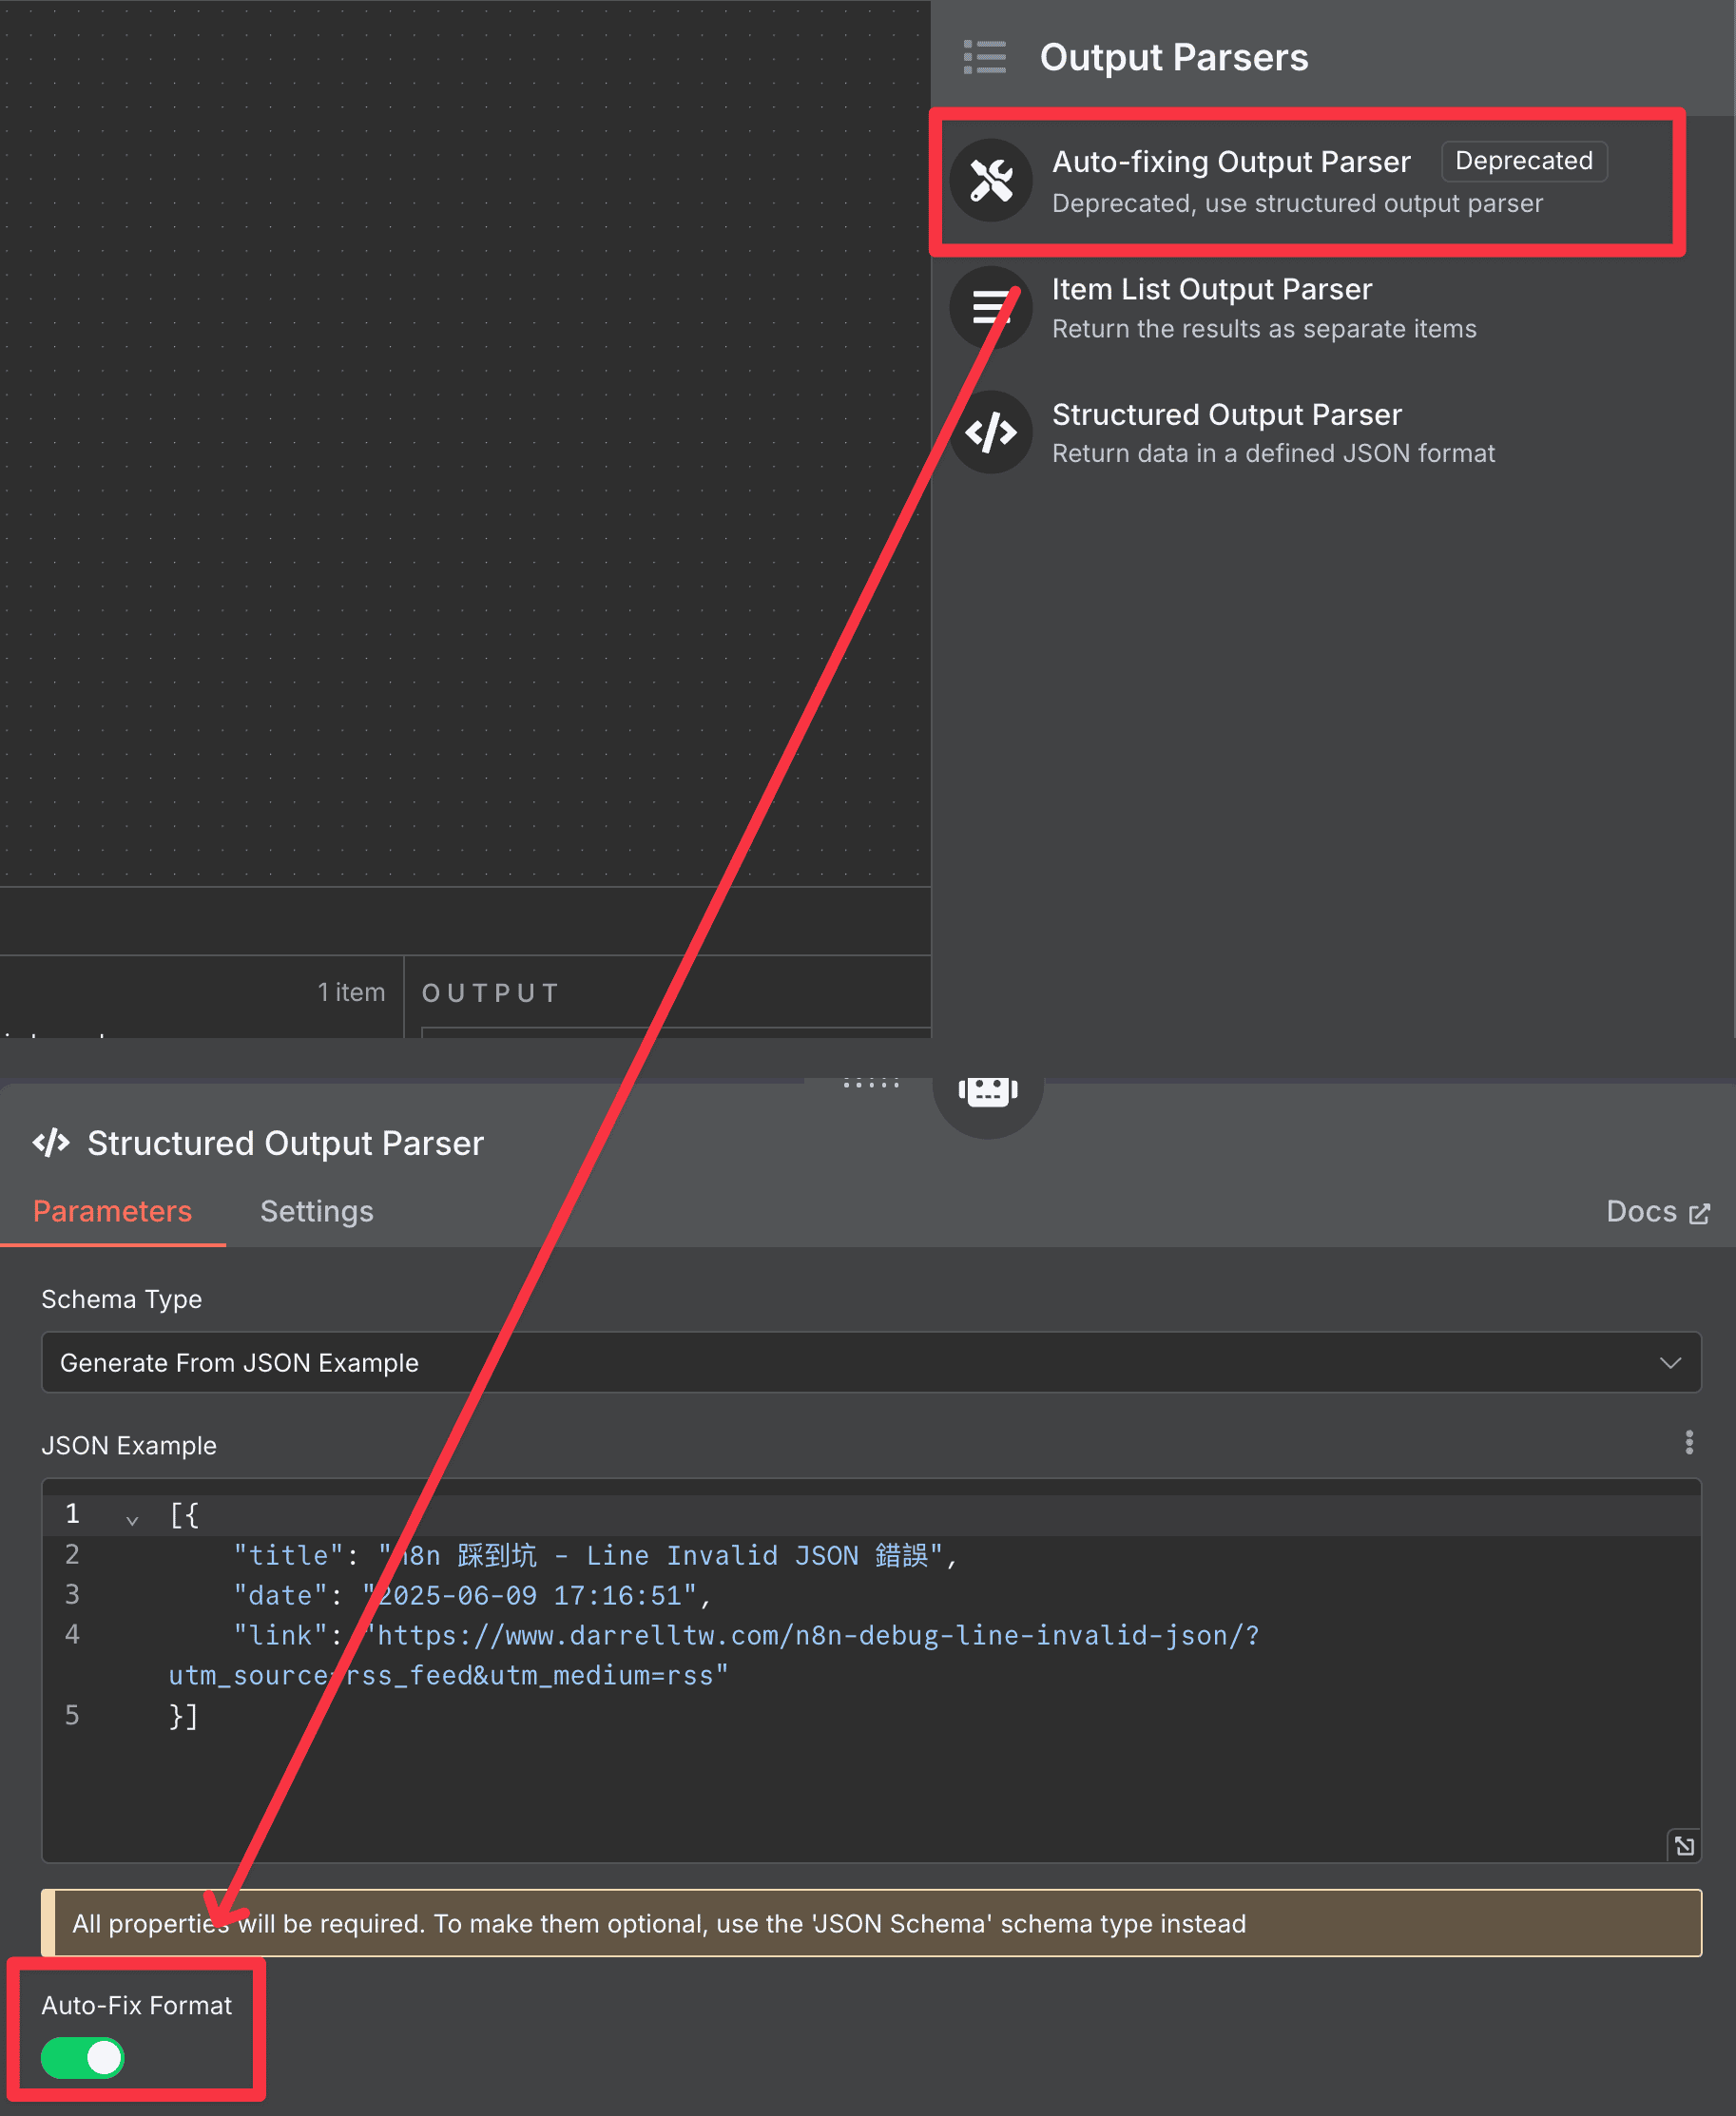 Output Parsers
Auto-fixing Output Parser Deprecated
Deprecated, use structured output parser
Item List Output Parser
Return the results as separate items
Structured Output Parser
Return data in a defined JSON format
1 item OUTPUT
Structured Output Parser
Parameters Settings Docs
Schema Type
Generate From JSON Example
JSON Example
1 [{
2 "title": "n8n 踩到坑 - Line Invalid JSON 錯誤",
3 "date": "2025-06-09 17:16:51",
4 "link": "https://www.darrelltw.com/n8n-debug-line-invalid-json/?
utm_source=rss_feed&utm_medium=rss"
5 }]
All properties will be required. To make them optional, use the 'JSON Schema' schema type instead
Auto-Fix Format